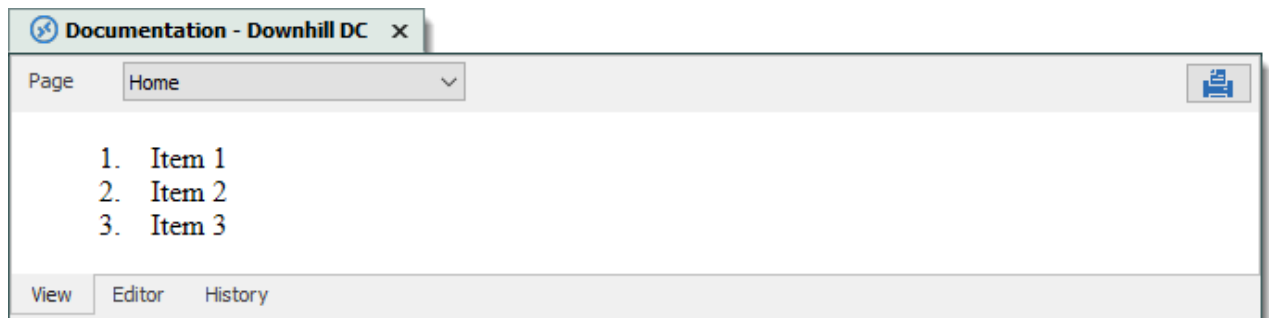 Documentation - Downhill DC x
Page Home
1. Item 1
2. Item 2
3. Item 3
View Editor History